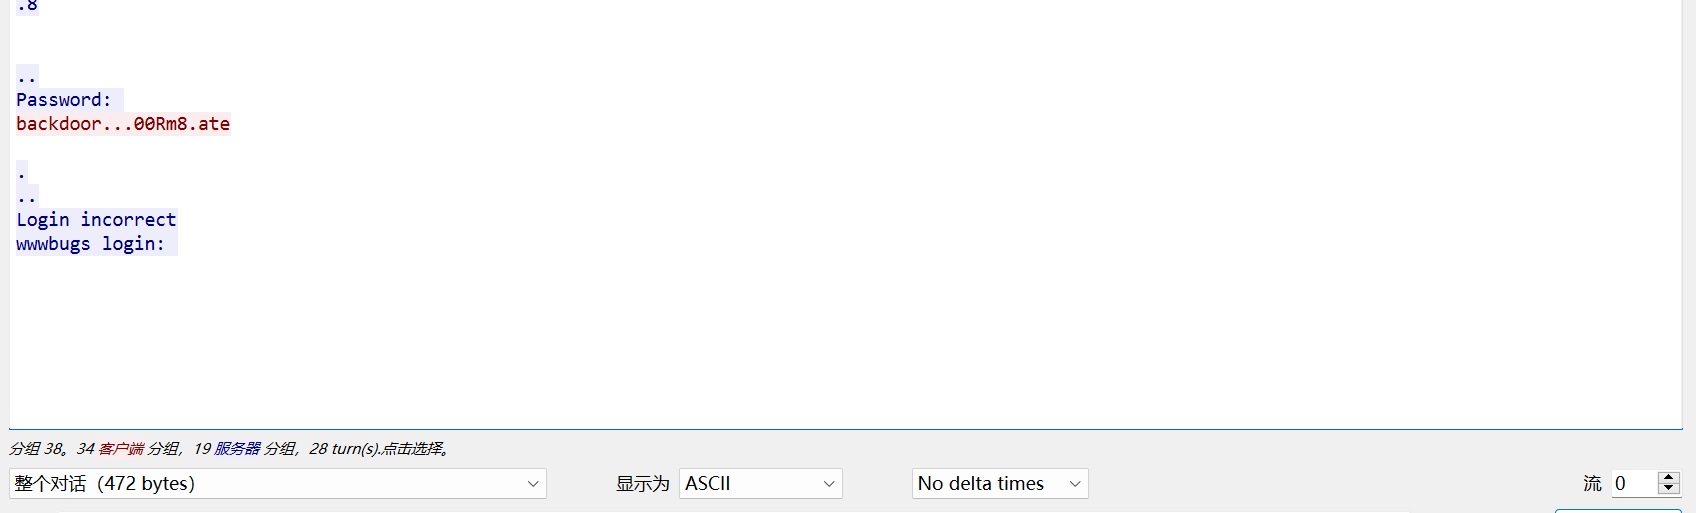 .8
..
Password:
backdoor...00Rm8.ate
.
..
Login incorrect
wwwbugs login:
分组 38。34 客户端 分组，19 服务器 分组，28 turn(s).点击选择。
整个对话（472 bytes） 显示为 ASCII No delta times 流 0